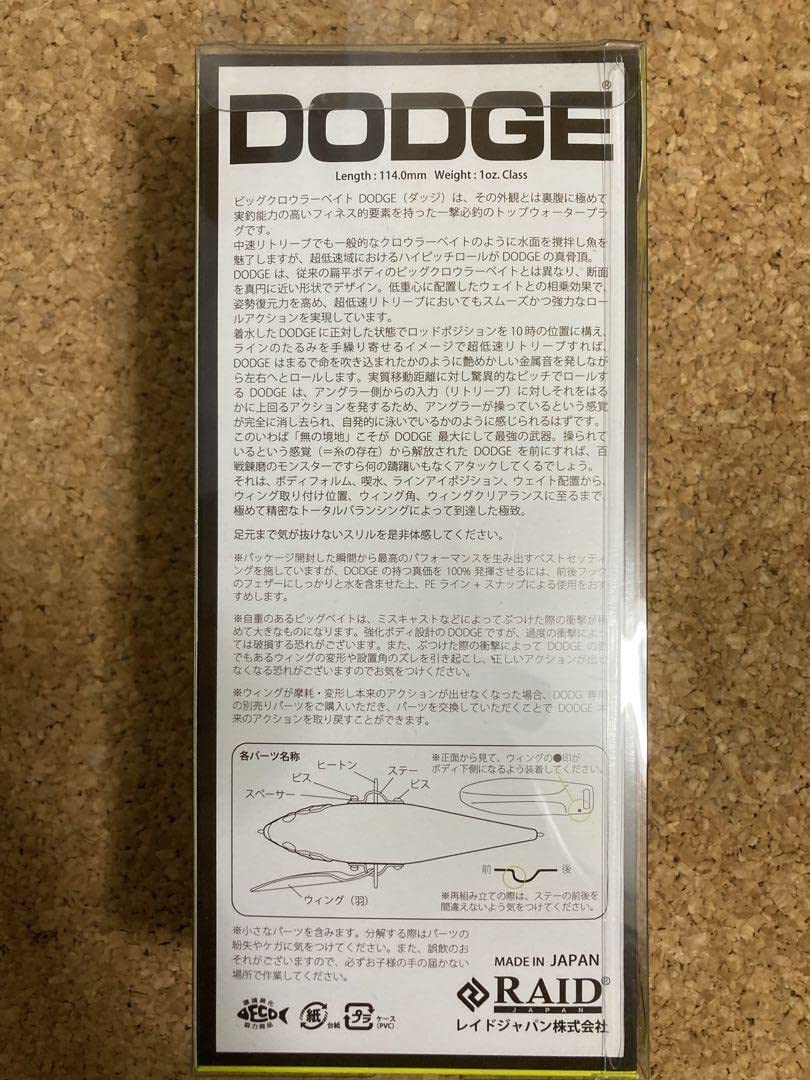 DODGE®
Length : 114.0mm Weight : 1oz. Class
ビッグクロウラーベイト DODGE（ダッジ）は、その外観とは裏腹に極めて
実釣能力の高いフィネス的要素を持った一撃必釣のトップウォータープラ
グです。
中速リトリーブでも一般的なクロウラーベイトのように水面を撹拌し魚を
魅了しますが、超低速域におけるハイピッチロールが DODGE の真骨頂。
DODGE は、従来の扁平ボディのビッグクロウラーベイトとは異なり、断面
を真円に近い形状でデザイン。低重心に配置したウェイトとの相乗効果で、
姿勢復元力を高め、超低速リトリーブにおいてもスムーズかつ強力なロー
ルアクションを実現しています。
着水した DODGE に正対した状態でロッドポジションを 10 時の位置に構え、
ラインのたるみを手繰り寄せるイメージで超低速リトリーブすれば、
DODGE はまるで命を吹き込まれたかのように艶めかしい金属音を発しなが
ら左右へとロールします。実質移動距離に対し驚異的なピッチでロールす
る DODGE は、アングラー側からの入力（リトリーブ）に対しそれをはる
かに上回るアクションを発するため、アングラーが操っているという感覚
が完全に消し去られ、自発的に泳いでいるかのように感じられるはずです。
このいわば「無の境地」こそが DODGE 最大にして最強の武器。操られて
いるという感覚（＝糸の存在）から解放された DODGE を前にすれば、百
戦錬磨のモンスターですら何の躊躇いもなくアタックしてくるでしょう。
それは、ボディフォルム、喫水、ラインアイポジション、ウェイト配置から、
ウィング取り付け位置、ウィング角、ウィングクリアランスに至るまで、
極めて精密なトータルバランシングによって到達した極致。
足元まで気が抜けないスリルを是非体感してください。
※パッケージ開封した瞬間から最高のパフォーマンスを生み出すベストセッティ
ングを施していますが、DODGE の持つ真価を 100% 発揮させるには、前後フック
のフェザーにしっかりと水を含ませた上、PE ライン + スナップによる使用をおす
すめします。
※自重のあるビッグベイトは、ミスキャストなどによってぶつけた際の衝撃が極
めて大きなものになります。強化ボディ設計の DODGE ですが、過度の衝撃によっ
ては破損する恐れがございます。また、ぶつけた際の衝撃によって DODGE の
でもあるウィングの変形や設置角のズレを引き起こし、正しいアクションが出せ
なくなる恐れがございますのでお気をつけください。
※ウィングが摩耗・変形し本来のアクションが出せなくなった場合、DODG 専用
の別売りパーツをご購入いただき、パーツを交換していただくことで DODGE 本
来のアクションを取り戻すことができます。
各パーツ名称
※正面から見て、ウィングの●印が
ボディ下側になるよう装着してください。
ヒートン
ステー
ビス
ビス
スペーサー
ウィング（羽）
前 後
※再組み立ての際は、ステーの前後を
間違えないよう気をつけてください。
※小さなパーツを含みます。分解する際はパーツの
紛失やケガに気をつけてください。また、誤飲のお
それがございますので、必ずお子様の手の届かない
場所で作業してください。
MADE IN JAPAN
RAID®
JAPAN
レイドジャパン株式会社
環境美化
ECO
協力商品
紙 台紙
プラ ケース
(PVC)